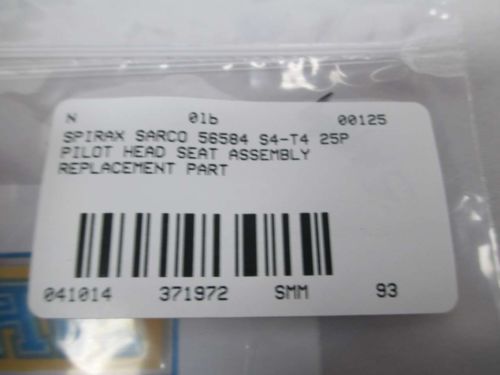 N 01b 00125
SPIRAX SARCO 56584 S4-T4 25P
PILOT HEAD SEAT ASSEMBLY
REPLACEMENT PART
041014 371972 SMM 93